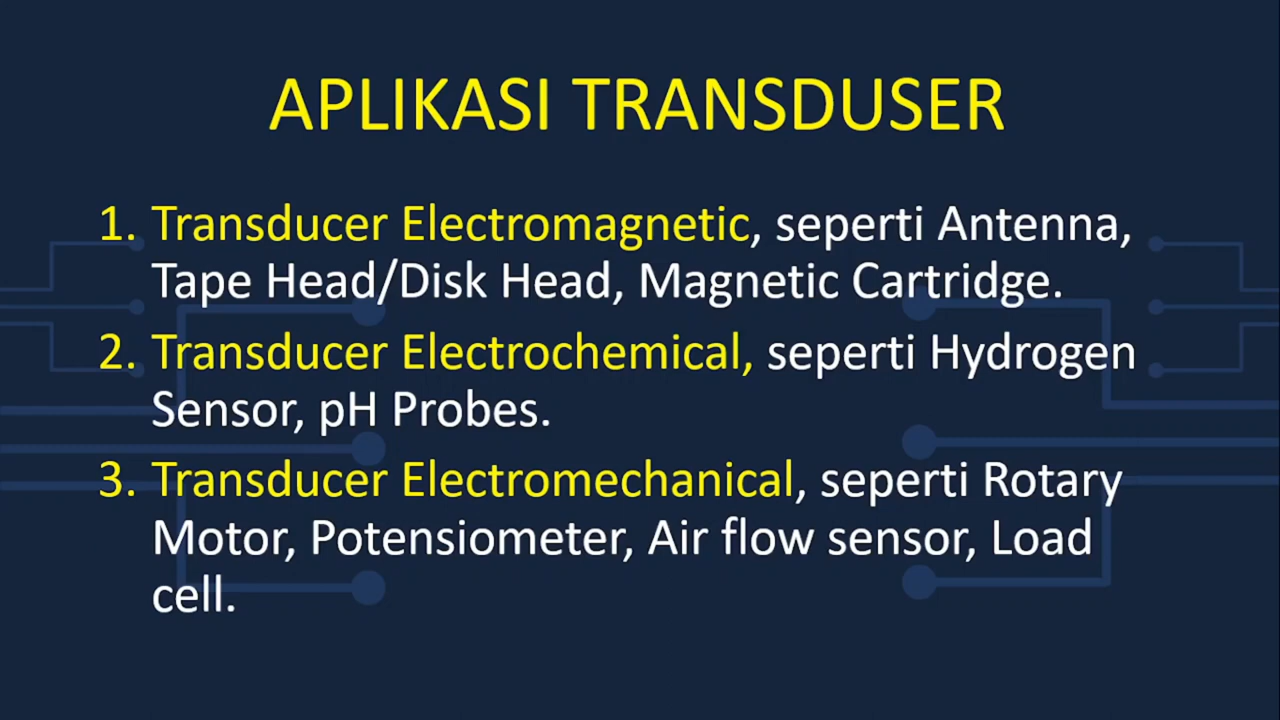 APLIKASI TRANSDUSER
1. Transducer Electromagnetic, seperti Antenna,
Tape Head/Disk Head, Magnetic Cartridge.
2. Transducer Electrochemical, seperti Hydrogen
Sensor, pH Probes.
3. Transducer Electromechanical, seperti Rotary
Motor, Potensiometer, Air flow sensor, Load
cell.